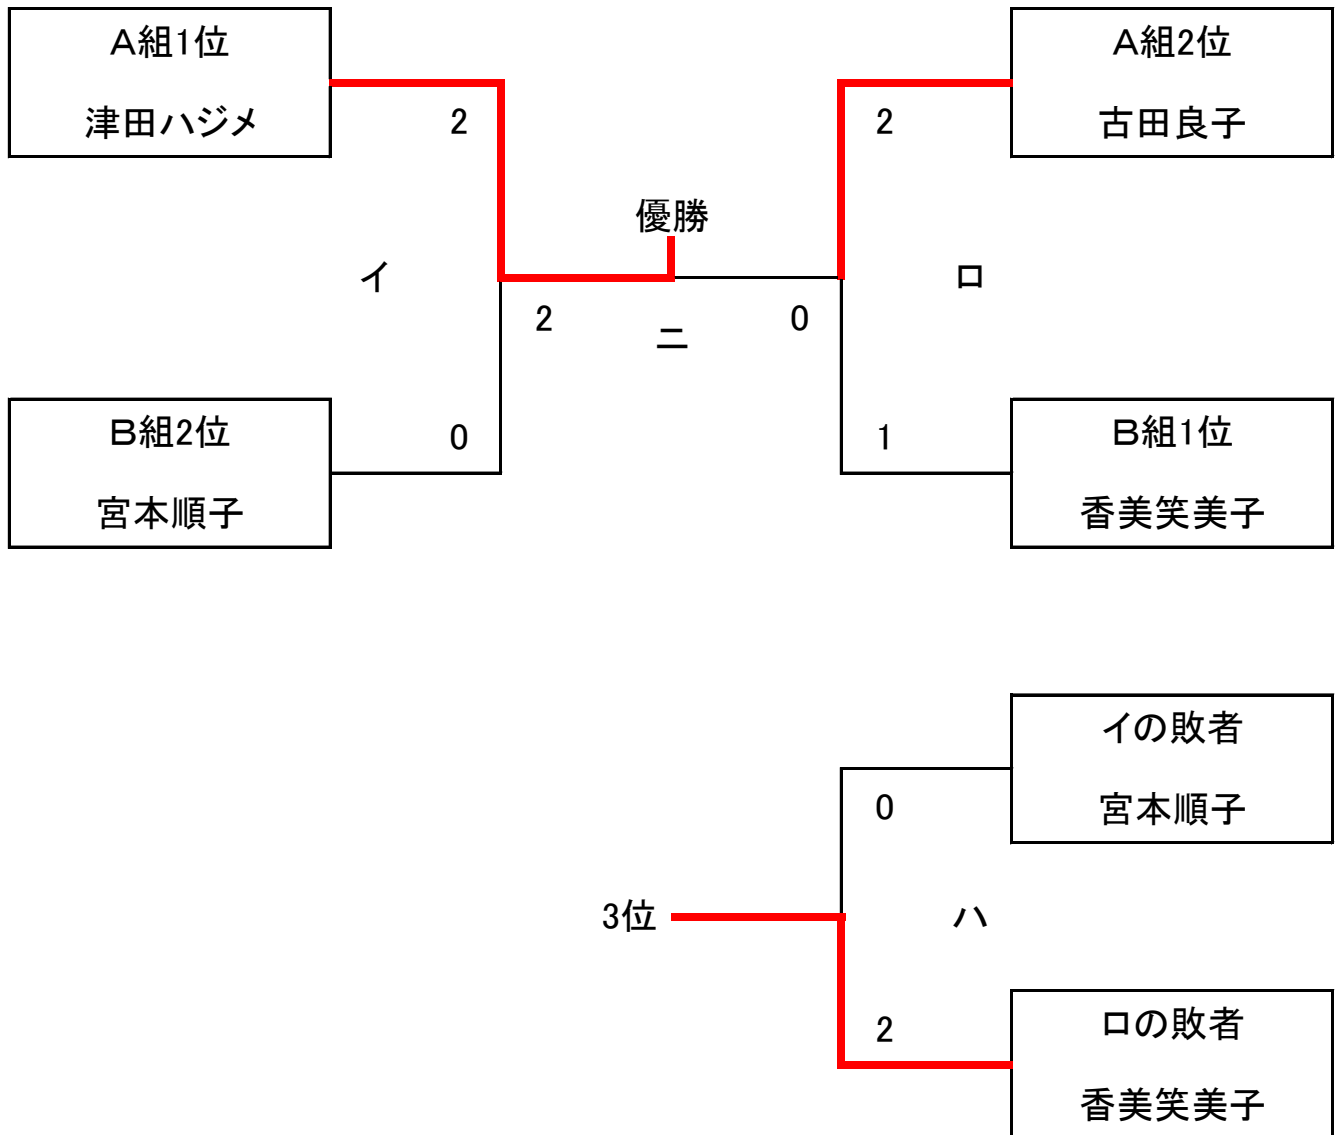 A組1位
A組2位
津田ハジメ
2
2
古田良子
優勝
イ
ロ
2
ニ
0
B組2位
0
1
B組1位
宮本順子
香美笑美子
イの敗者
0
宮本順子
3位
ハ
2
ロの敗者
香美笑美子